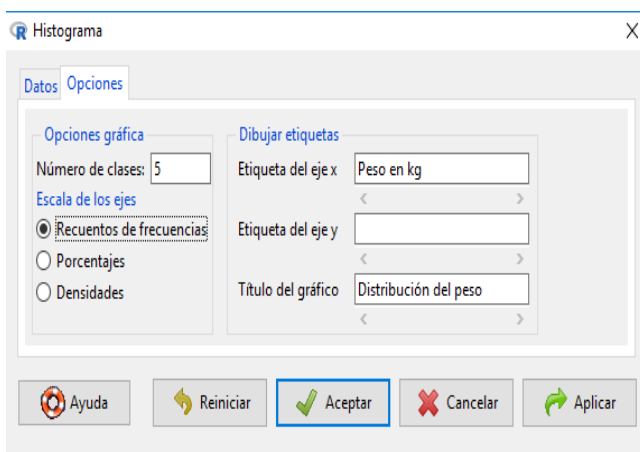 Histograma
X
Datos Opciones
Opciones gráfica
Número de clases: 5
Escala de los ejes
Recuentos de frecuencias
Porcentajes
Densidades
Dibujar etiquetas
Etiqueta del eje x Peso en kg
Etiqueta del eje y
Título del gráfico Distribución del peso
Ayuda Reiniciar Aceptar Cancelar Aplicar